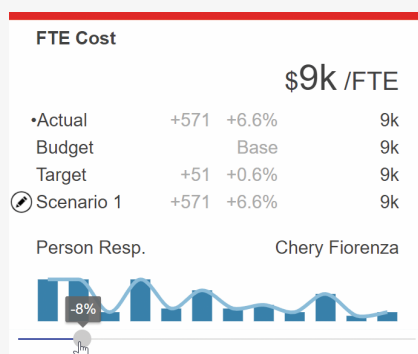 FTE Cost
$9k /FTE
•Actual +571 +6.6% 9k
Budget Base 9k
Target +51 +0.6% 9k
Scenario 1 +571 +6.6% 9k
Person Resp. Chery Fiorenza
-8%